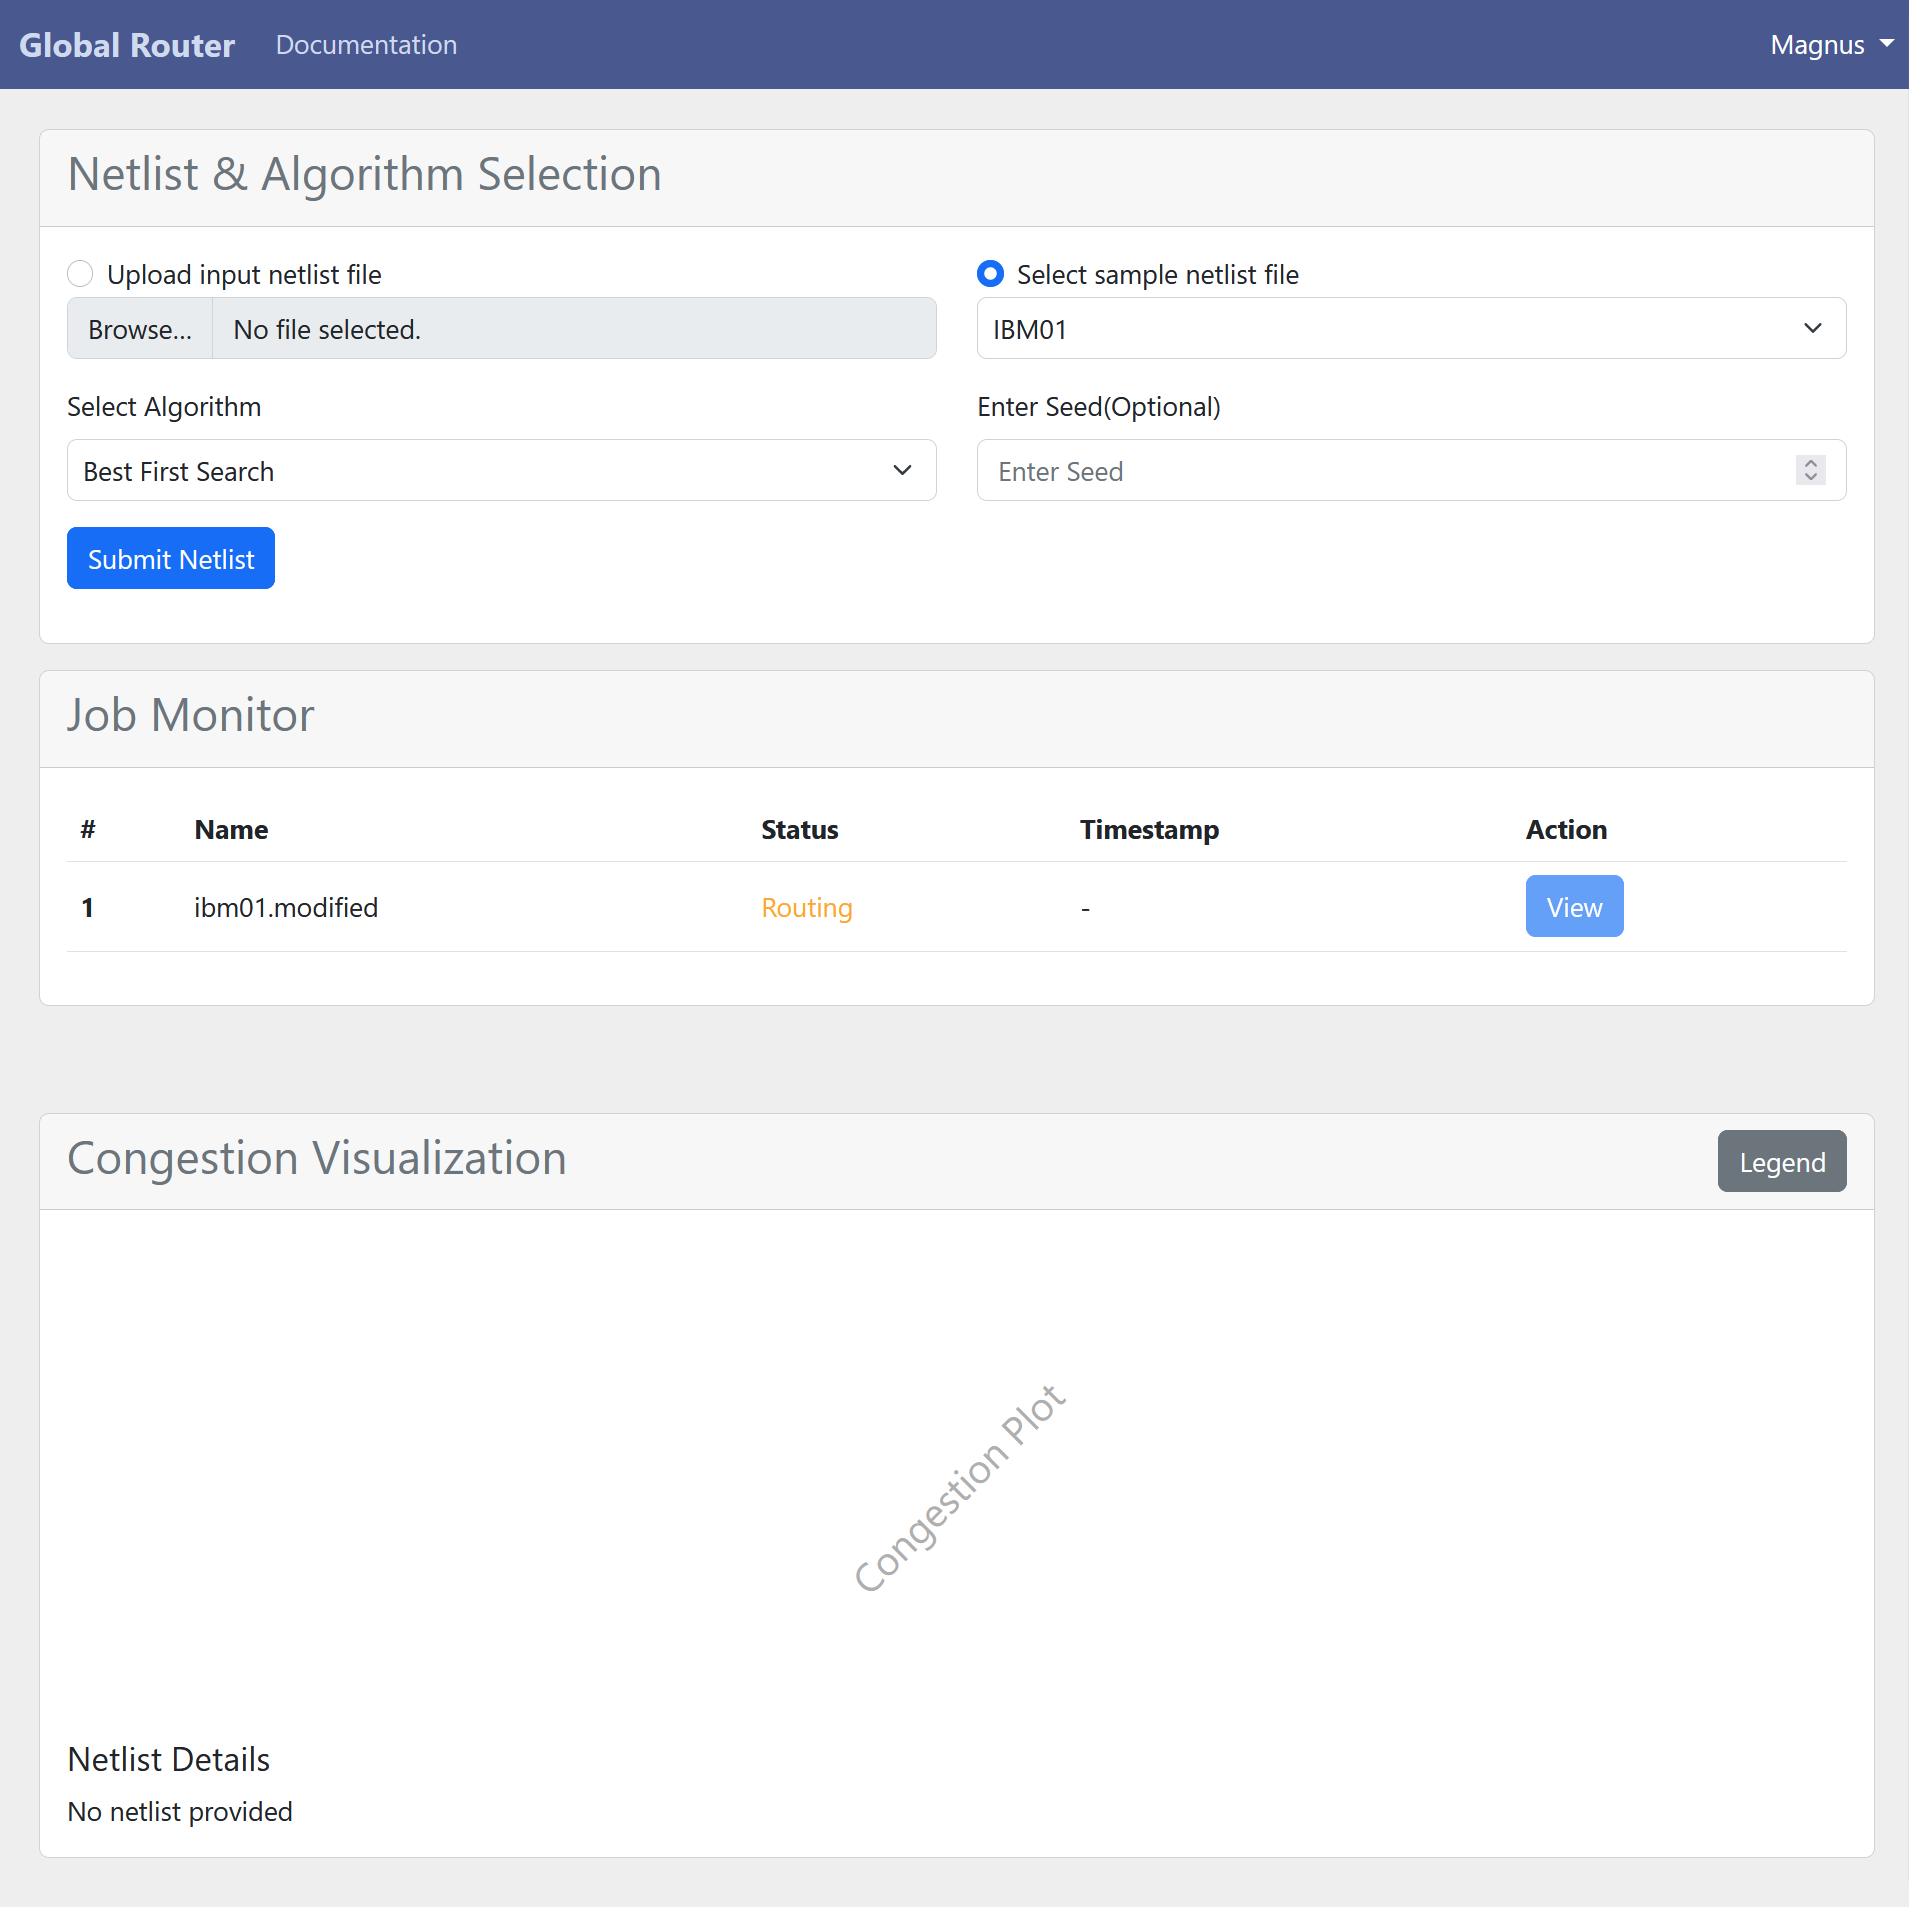 Global Router Documentation Magnus
Netlist & Algorithm Selection
Upload input netlist file Select sample netlist file
Browse... No file selected. IBM01
Select Algorithm Enter Seed(Optional)
Best First Search Enter Seed
Submit Netlist
Job Monitor
# Name Status Timestamp Action
1 ibm01.modified Routing - View
Congestion Visualization Legend
Congestion Plot
Netlist Details
No netlist provided